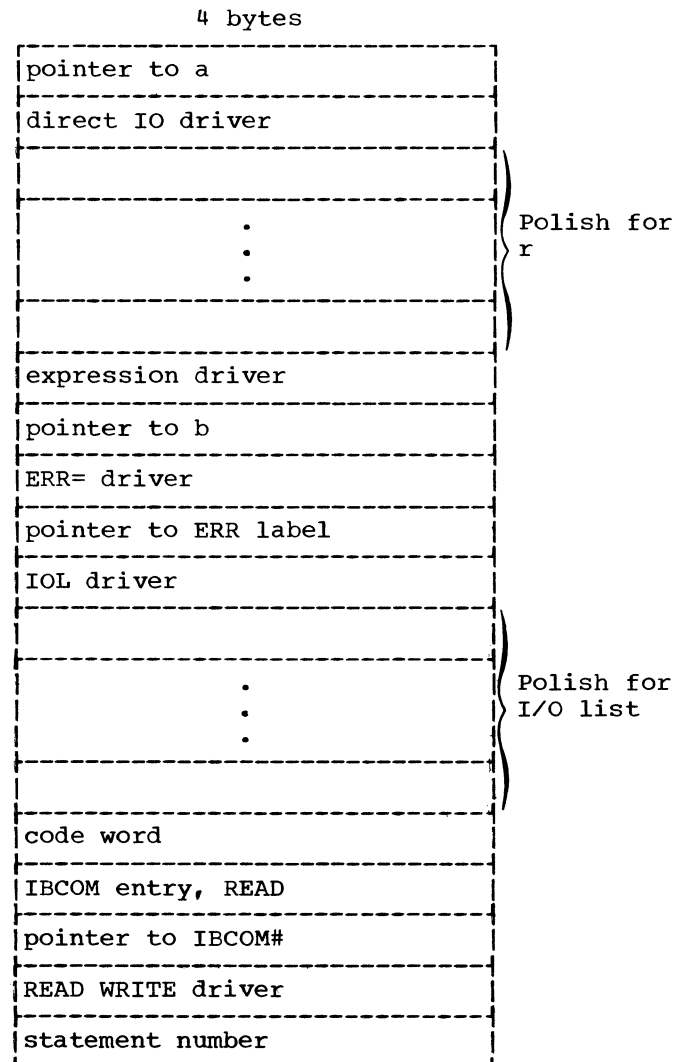 4 bytes
pointer to a
direct IO driver
.
.
.
Polish for
r
expression driver
pointer to b
ERR= driver
pointer to ERR label
IOL driver
.
.
.
Polish for
I/O list
code word
IBCOM entry, READ
pointer to IBCOM#
READ WRITE driver
statement number